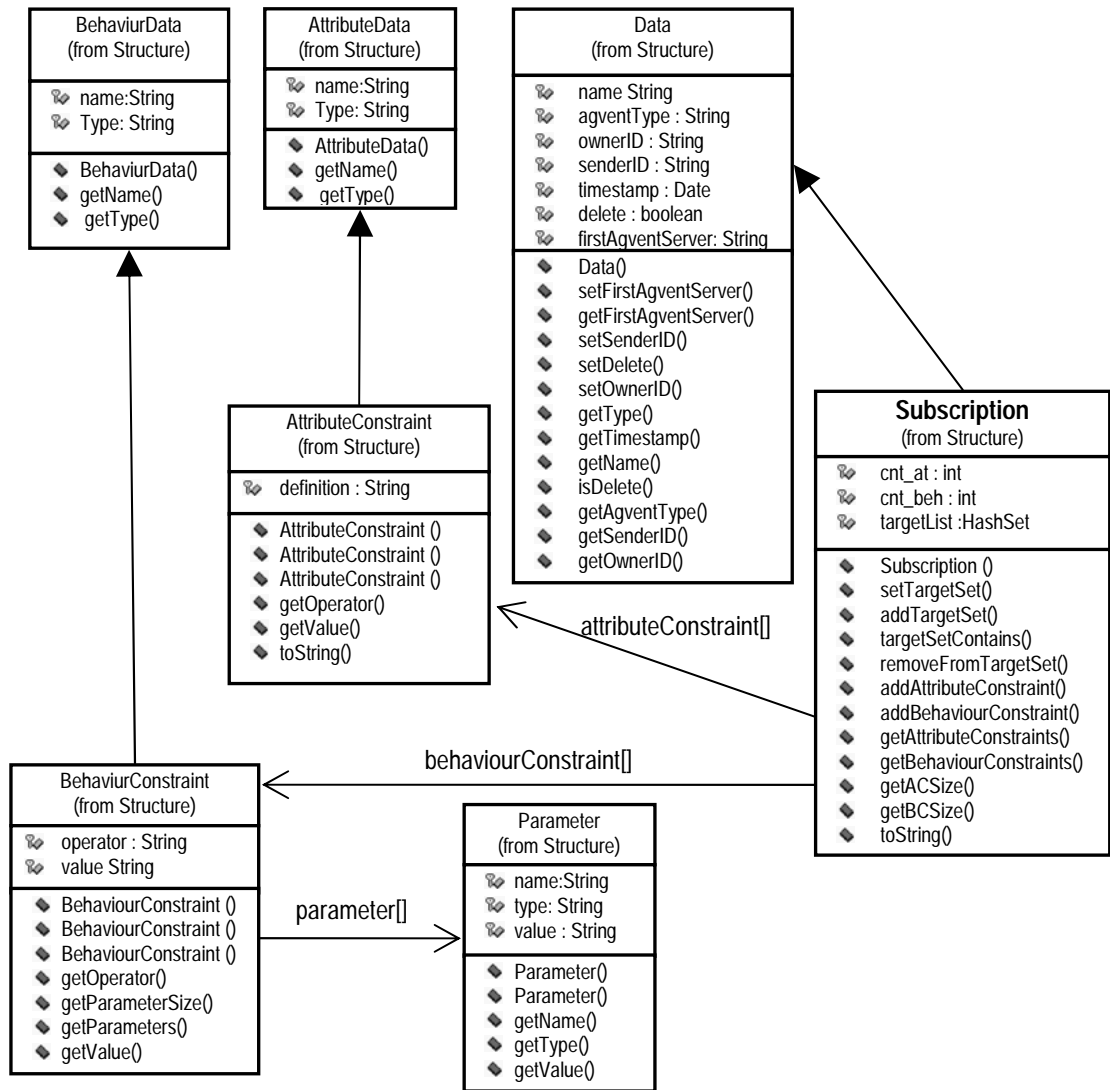 BehaviurData
(from Structure)
name:String
Type: String
BehaviurData()
getName()
getType()
AttributeData
(from Structure)
name:String
Type: String
AttributeData()
getName()
getType()
Data
(from Structure)
name String
agventType : String
ownerID : String
senderID : String
timestamp : Date
delete : boolean
firstAgventServer: String
Data()
setFirstAgventServer()
getFirstAgventServer()
setSenderID()
setDelete()
setOwnerID()
getType()
getTimestamp()
getName()
isDelete()
getAgventType()
getSenderID()
getOwnerID()
AttributeConstraint
(from Structure)
definition : String
AttributeConstraint ()
AttributeConstraint ()
AttributeConstraint ()
getOperator()
getValue()
toString()
attributeConstraint[]
Subscription
(from Structure)
cnt_at : int
cnt_beh : int
targetList :HashSet
Subscription ()
setTargetSet()
addTargetSet()
targetSetContains()
removeFromTargetSet()
addAttributeConstraint()
addBehaviourConstraint()
getAttributeConstraints()
getBehaviourConstraints()
getACSize()
getBCSize()
toString()
behaviourConstraint[]
BehaviurConstraint
(from Structure)
operator : String
value String
BehaviourConstraint ()
BehaviourConstraint ()
BehaviourConstraint ()
getOperator()
getParameterSize()
getParameters()
getValue()
parameter[]
Parameter
(from Structure)
name:String
type: String
value : String
Parameter()
Parameter()
getName()
getType()
getValue()